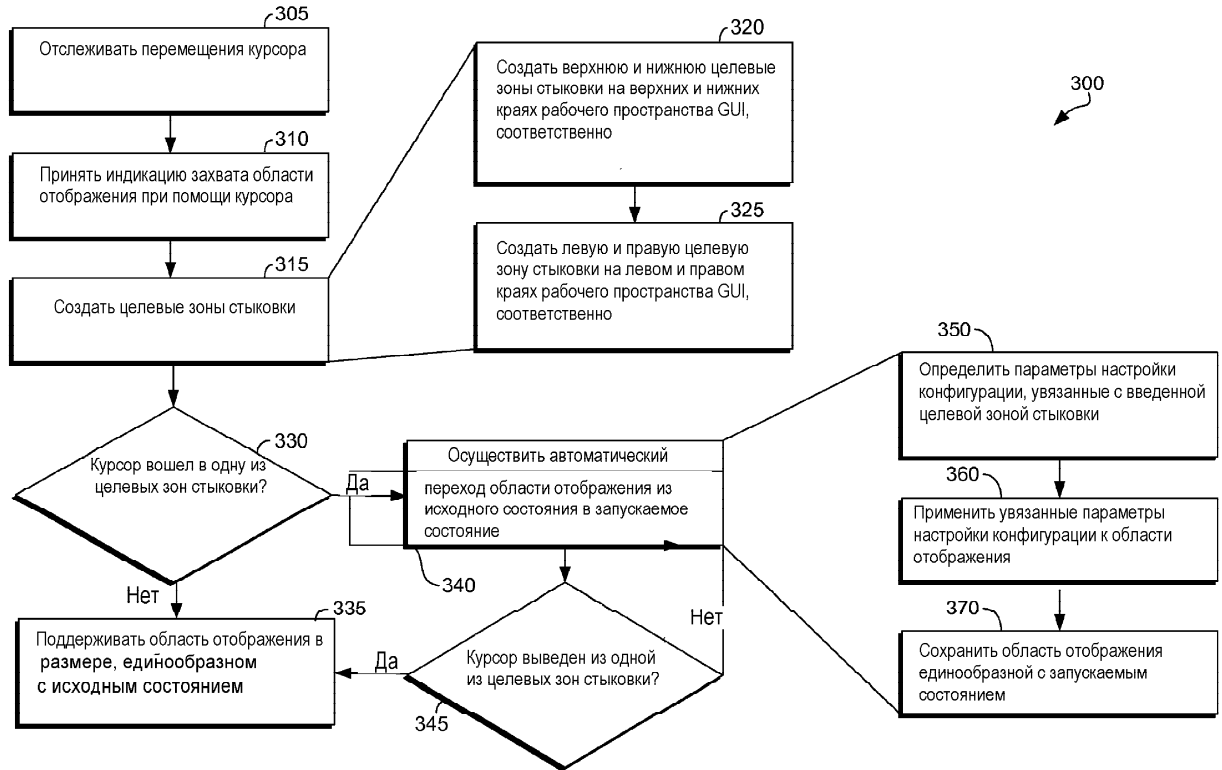 305
Отслеживать перемещения курсора
310
Принять индикацию захвата области
отображения при помощи курсора
315
Создать целевые зоны стыковки
320
Создать верхнюю и нижнюю целевые
зоны стыковки на верхних и нижних
краях рабочего пространства GUI,
соответственно
325
Создать левую и правую целевую
зону стыковки на левом и правом
краях рабочего пространства GUI,
соответственно
300
330
Курсор вошел в одну из
целевых зон стыковки?
Да
Нет
335
Поддерживать область отображения в
размере, единообразном
с исходным состоянием
Осуществить автоматический
переход области отображения из
исходного состояния в запускаемое
состояние
340
Курсор выведен из одной
из целевых зон стыковки?
345
Да
Нет
350
Определить параметры настройки
конфигурации, увязанные с введенной
целевой зоной стыковки
360
Применить увязанные параметры
настройки конфигурации к области
отображения
370
Сохранить область отображения
единообразной с запускаемым
состоянием